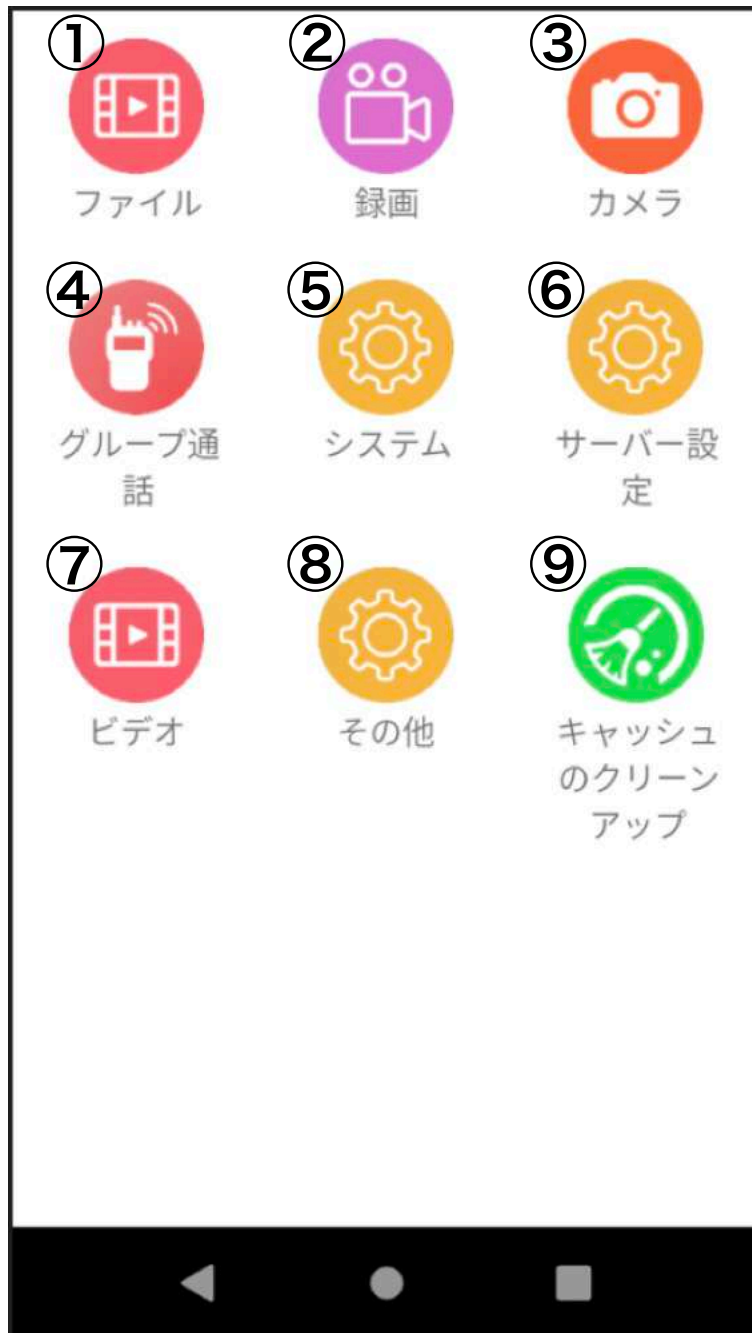 ① ② ③
ファイル 録画 カメラ
④ ⑤ ⑥
グループ通 システム サーバー設
話 定
⑦ ⑧ ⑨
ビデオ その他 キャッシュ
のクリーン
アップ